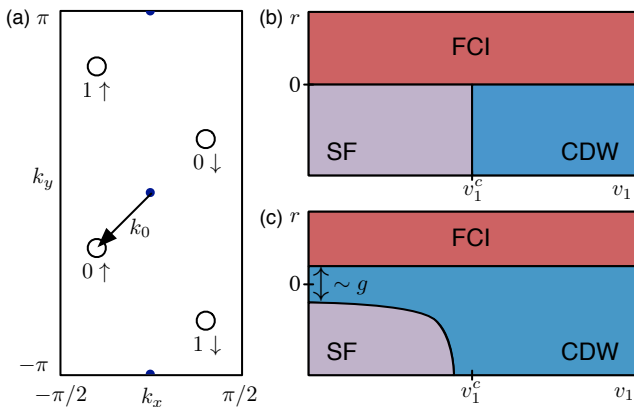 (a)
π
1 ↑
0 ↓
k_y
k_0
0 ↑
1 ↓
−π
−π/2
k_x
π/2
(b)
r
FCI
0
SF
CDW
v_1^c
v_1
(c)
r
FCI
0
∼ g
SF
CDW
v_1^c
v_1